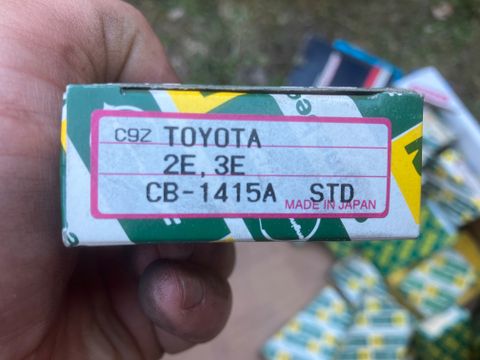 C9Z TOYOTA
2E, 3E
CB-1415A STD
MADE IN JAPAN